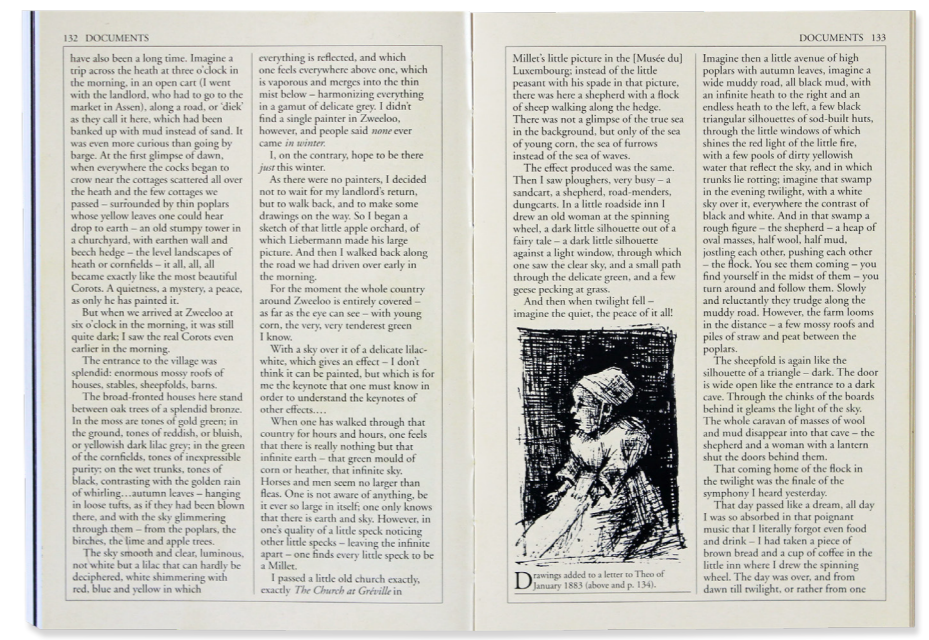 132 DOCUMENTS
have also been a long time. Imagine a
trip across the heath at three o'clock in
the morning, in an open cart (I went
with the landlord, who had to go to the
market in Assen), along a road, or 'diek'
as they call it here, which had been
banked up with mud instead of sand. It
was even more curious than going by
barge. At the first glimpse of dawn,
when everywhere the cocks began to
crow near the cottages scattered all over
the heath and the few cottages we
passed – surrounded by thin poplars
whose yellow leaves one could hear
drop to earth – an old stumpy tower in
a churchyard, with earthen wall and
beech hedge – the level landscapes of
heath or cornfields – it all, all, all
became exactly like the most beautiful
Corots. A quietness, a mystery, a peace,
as only he has painted it.
But when we arrived at Zweeloo at
six o'clock in the morning, it was still
quite dark; I saw the real Corots even
earlier in the morning.
The entrance to the village was
splendid: enormous mossy roofs of
houses, stables, sheepfolds, barns.
The broad-fronted houses here stand
between oak trees of a splendid bronze.
In the moss are tones of gold green; in
the ground, tones of reddish, or bluish,
or yellowish dark lilac grey; in the green
of the cornfields, tones of inexpressible
purity; on the wet trunks, tones of
black, contrasting with the golden rain
of whirling…autumn leaves – hanging
in loose tufts, as if they had been blown
there, and with the sky glimmering
through them – from the poplars, the
birches, the lime and apple trees.
The sky smooth and clear, luminous,
not white but a lilac that can hardly be
deciphered, white shimmering with
red, blue and yellow in which
everything is reflected, and which
one feels everywhere above one, which
is vaporous and merges into the thin
mist below – harmonizing everything
in a gamut of delicate grey. I didn't
find a single painter in Zweeloo,
however, and people said none ever
came in winter.
I, on the contrary, hope to be there
just this winter.
As there were no painters, I decided
not to wait for my landlord's return,
but to walk back, and to make some
drawings on the way. So I began a
sketch of that little apple orchard, of
which Liebermann made his large
picture. And then I walked back along
the road we had driven over early in
the morning.
For the moment the whole country
around Zweeloo is entirely covered –
as far as the eye can see – with young
corn, the very, very tenderest green
I know.
With a sky over it of a delicate lilac-
white, which gives an effect – I don't
think it can be painted, but which is for
me the keynote that one must know in
order to understand the keynotes of
other effects….
When one has walked through that
country for hours and hours, one feels
that there is really nothing but that
infinite earth – that green mould of
corn or heather, that infinite sky.
Horses and men seem no larger than
fleas. One is not aware of anything, be
it ever so large in itself; one only knows
that there is earth and sky. However, in
one's quality of a little speck noticing
other little specks – leaving the infinite
apart – one finds every little speck to be
a Millet.
I passed a little old church exactly,
exactly The Church at Gréville in
DOCUMENTS 133
Millet's little picture in the [Musée du]
Luxembourg; instead of the little
peasant with his spade in that picture,
there was here a shepherd with a flock
of sheep walking along the hedge.
There was not a glimpse of the true sea
in the background, but only of the sea
of young corn, the sea of furrows
instead of the sea of waves.
The effect produced was the same.
Then I saw ploughers, very busy – a
sandcart, a shepherd, road-menders,
dungcarts. In a little roadside inn I
drew an old woman at the spinning
wheel, a dark little silhouette out of a
fairy tale – a dark little silhouette
against a light window, through which
one saw the clear sky, and a small path
through the delicate green, and a few
geese pecking at grass.
And then when twilight fell –
imagine the quiet, the peace of it all!
Drawings added to a letter to Theo of
January 1883 (above and p. 134).
Imagine then a little avenue of high
poplars with autumn leaves, imagine a
wide muddy road, all black mud, with
an infinite heath to the right and an
endless heath to the left, a few black
triangular silhouettes of sod-built huts,
through the little windows of which
shines the red light of the little fire,
with a few pools of dirty yellowish
water that reflect the sky, and in which
trunks lie rotting; imagine that swamp
in the evening twilight, with a white
sky over it, everywhere the contrast of
black and white. And in that swamp a
rough figure – the shepherd – a heap of
oval masses, half wool, half mud,
jostling each other, pushing each other
– the flock. You see them coming – you
find yourself in the midst of them – you
turn around and follow them. Slowly
and reluctantly they trudge along the
muddy road. However, the farm looms
in the distance – a few mossy roofs and
piles of straw and peat between the
poplars.
The sheepfold is again like the
silhouette of a triangle – dark. The door
is wide open like the entrance to a dark
cave. Through the chinks of the boards
behind it gleams the light of the sky.
The whole caravan of masses of wool
and mud disappear into that cave – the
shepherd and a woman with a lantern
shut the doors behind them.
That coming home of the flock in
the twilight was the finale of the
symphony I heard yesterday.
That day passed like a dream, all day
I was so absorbed in that poignant
music that I literally forgot even food
and drink – I had taken a piece of
brown bread and a cup of coffee in the
little inn where I drew the spinning
wheel. The day was over, and from
dawn till twilight, or rather from one